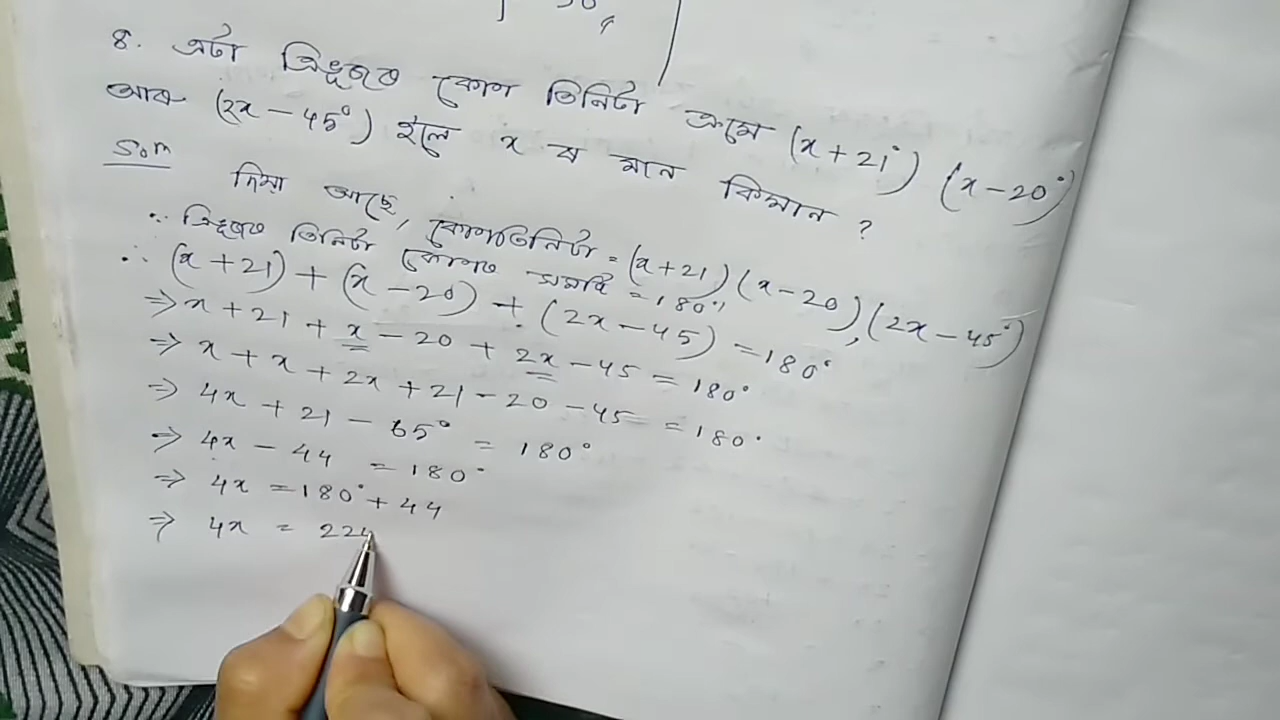 8. এটা ত্ৰিভূজৰ কোণ তিনিটা ক্ৰমে (x + 21°) (x - 20°)
আৰু (2x - 45°) হ'লে x ৰ মান কিমান ?
Som
দিয়া আছে, কোণতিনিটা = (x + 21) (x - 20), (2x - 45°)
∵ ত্ৰিভূজৰ তিনিটা কোণৰ সমষ্টি = 180°
∴ (x + 21) + (x - 20) + (2x - 45) = 180°
⇒ x + 21 + x - 20 + 2x - 45 = 180°
⇒ x + x + 2x + 21 - 20 - 45 = 180°
⇒ 4x + 21 - 65° = 180°
⇒ 4x - 44 = 180°
⇒ 4x = 180° + 44
⇒ 4x = 224